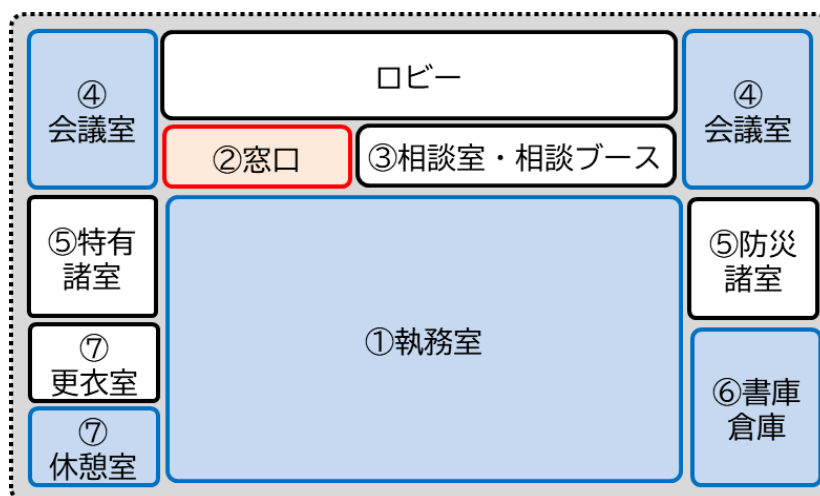 ロビー
④
会議室
④
会議室
②窓口
③相談室・相談ブース
⑤特有
諸室
①執務室
⑤防災
諸室
⑦
更衣室
⑥書庫
倉庫
⑦
休憩室